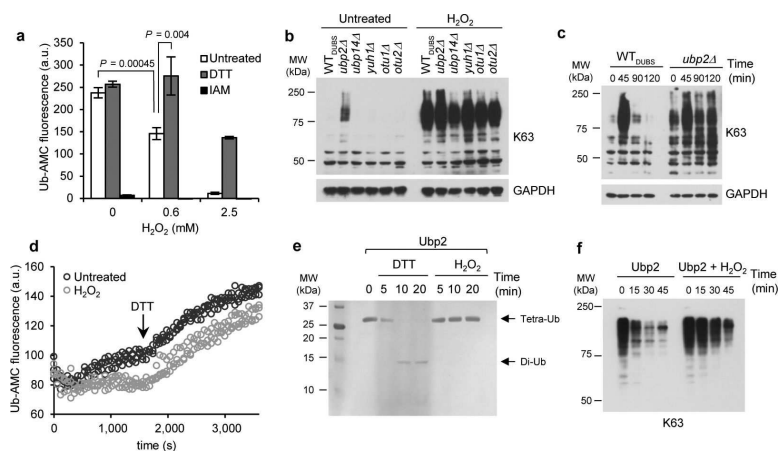 a
P = 0.004
P = 0.00045
Untreated
DTT
IAM
Ub-AMC fluorescence (a.u.)
350
300
250
200
150
100
50
0
0
0.6
2.5
H₂O₂ (mM)
b
Untreated
H₂O₂
WT_DUBS
ubp2Δ
ubp14Δ
yuh1Δ
otu1Δ
otu2Δ
WT_DUBS
ubp2Δ
ubp14Δ
yuh1Δ
otu1Δ
otu2Δ
MW
(kDa)
250
75
50
K63
GAPDH
c
WT_DUBS
ubp2Δ
Time
(min)
0 45 90 120
0 45 90 120
MW
(kDa)
250
75
50
K63
GAPDH
d
Untreated
H₂O₂
DTT
Ub-AMC fluorescence (a.u.)
160
140
120
100
80
60
0
1,000
2,000
3,000
time (s)
e
Ubp2
DTT
H₂O₂
Time
(min)
0 5 10 20 5 10 20
MW
(kDa)
37
25
20
15
10
Tetra-Ub
Di-Ub
f
Ubp2
Ubp2 + H₂O₂
Time
(min)
0 15 30 45
0 15 30 45
MW
(kDa)
250
75
50
K63